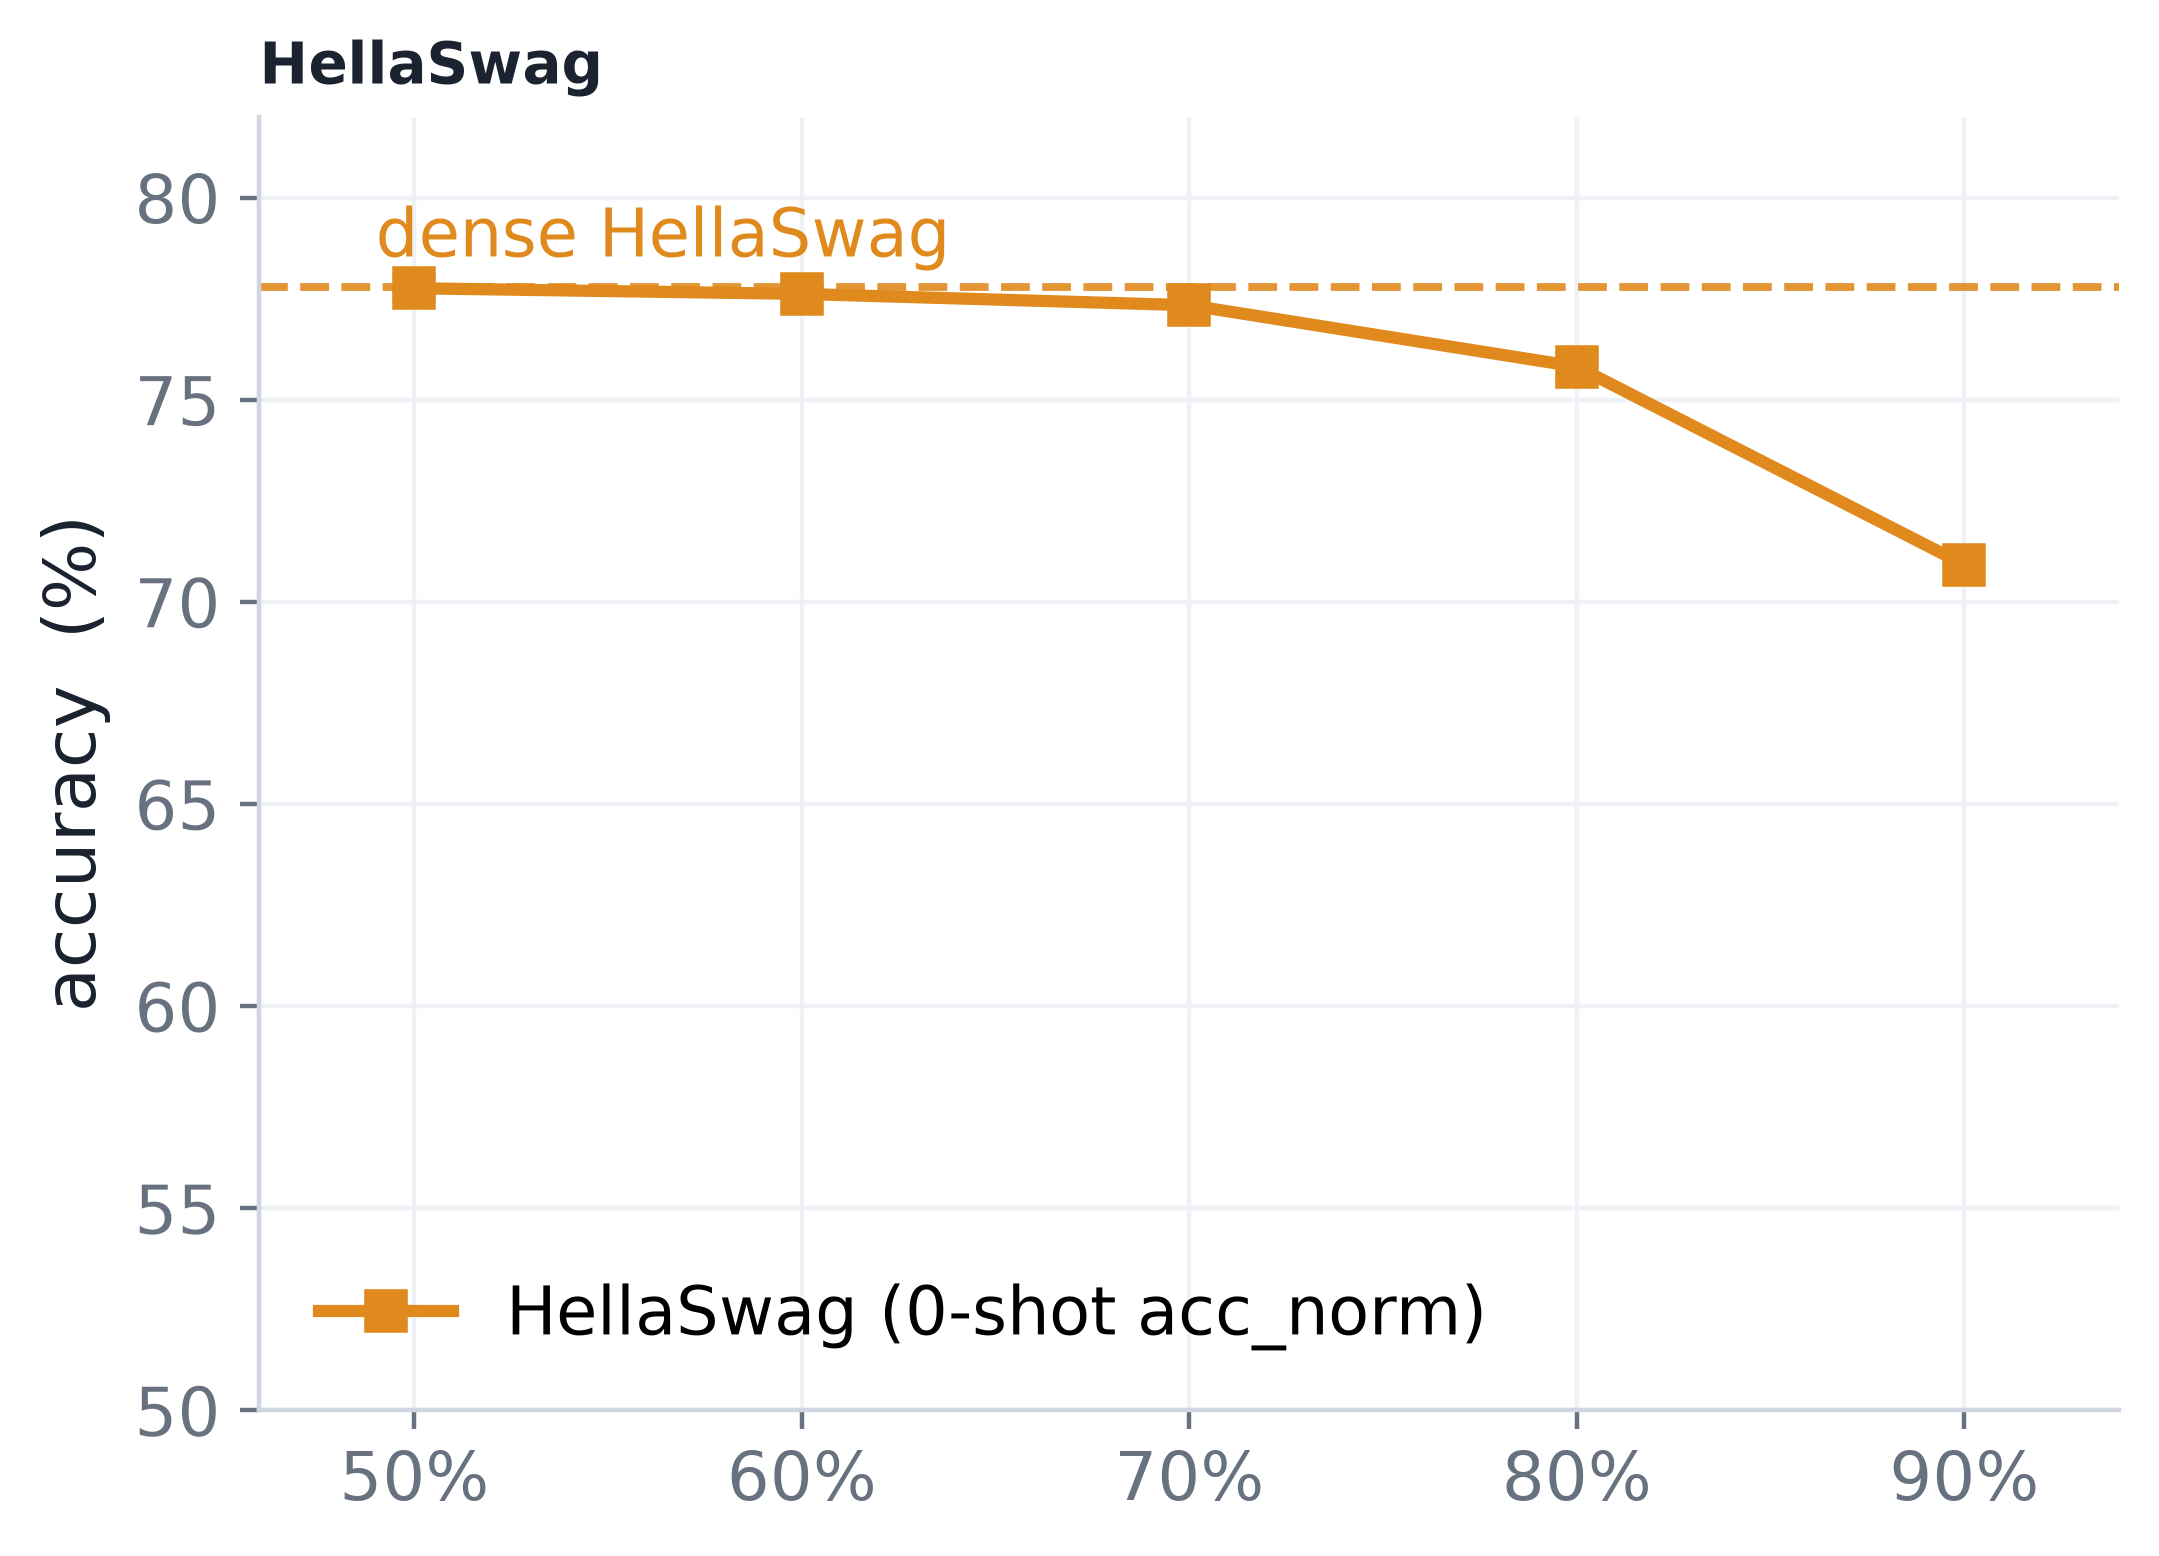 HellaSwag
80
dense HellaSwag
75
70
65
60
55
50
accuracy (%)
HellaSwag (0-shot acc_norm)
50% 60% 70% 80% 90%